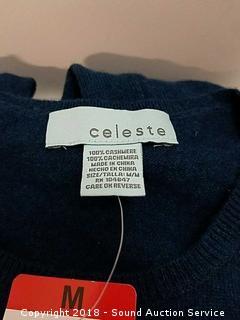 celeste
100% CASHMERE
100% CACHEMIRA
MADE IN CHINA
HECHO EN CHINA
SIZE/TALLA: M/M
RN 104647
CARE ON REVERSE
M
Copyright 2018 - Sound Auction Service